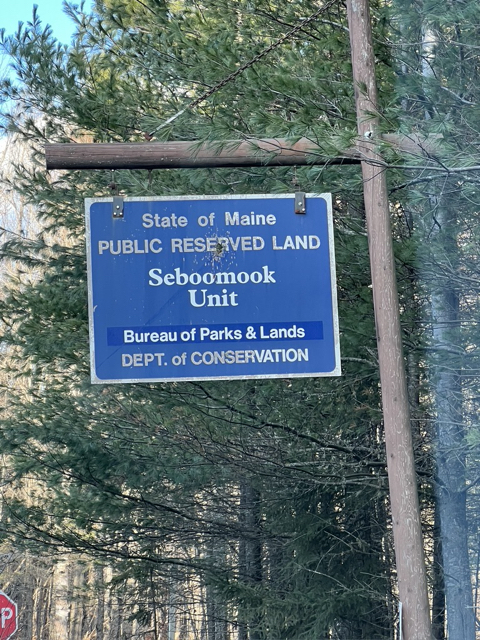 State of Maine
PUBLIC RESERVED LAND
Seboomook
Unit
Bureau of Parks & Lands
DEPT. of CONSERVATION